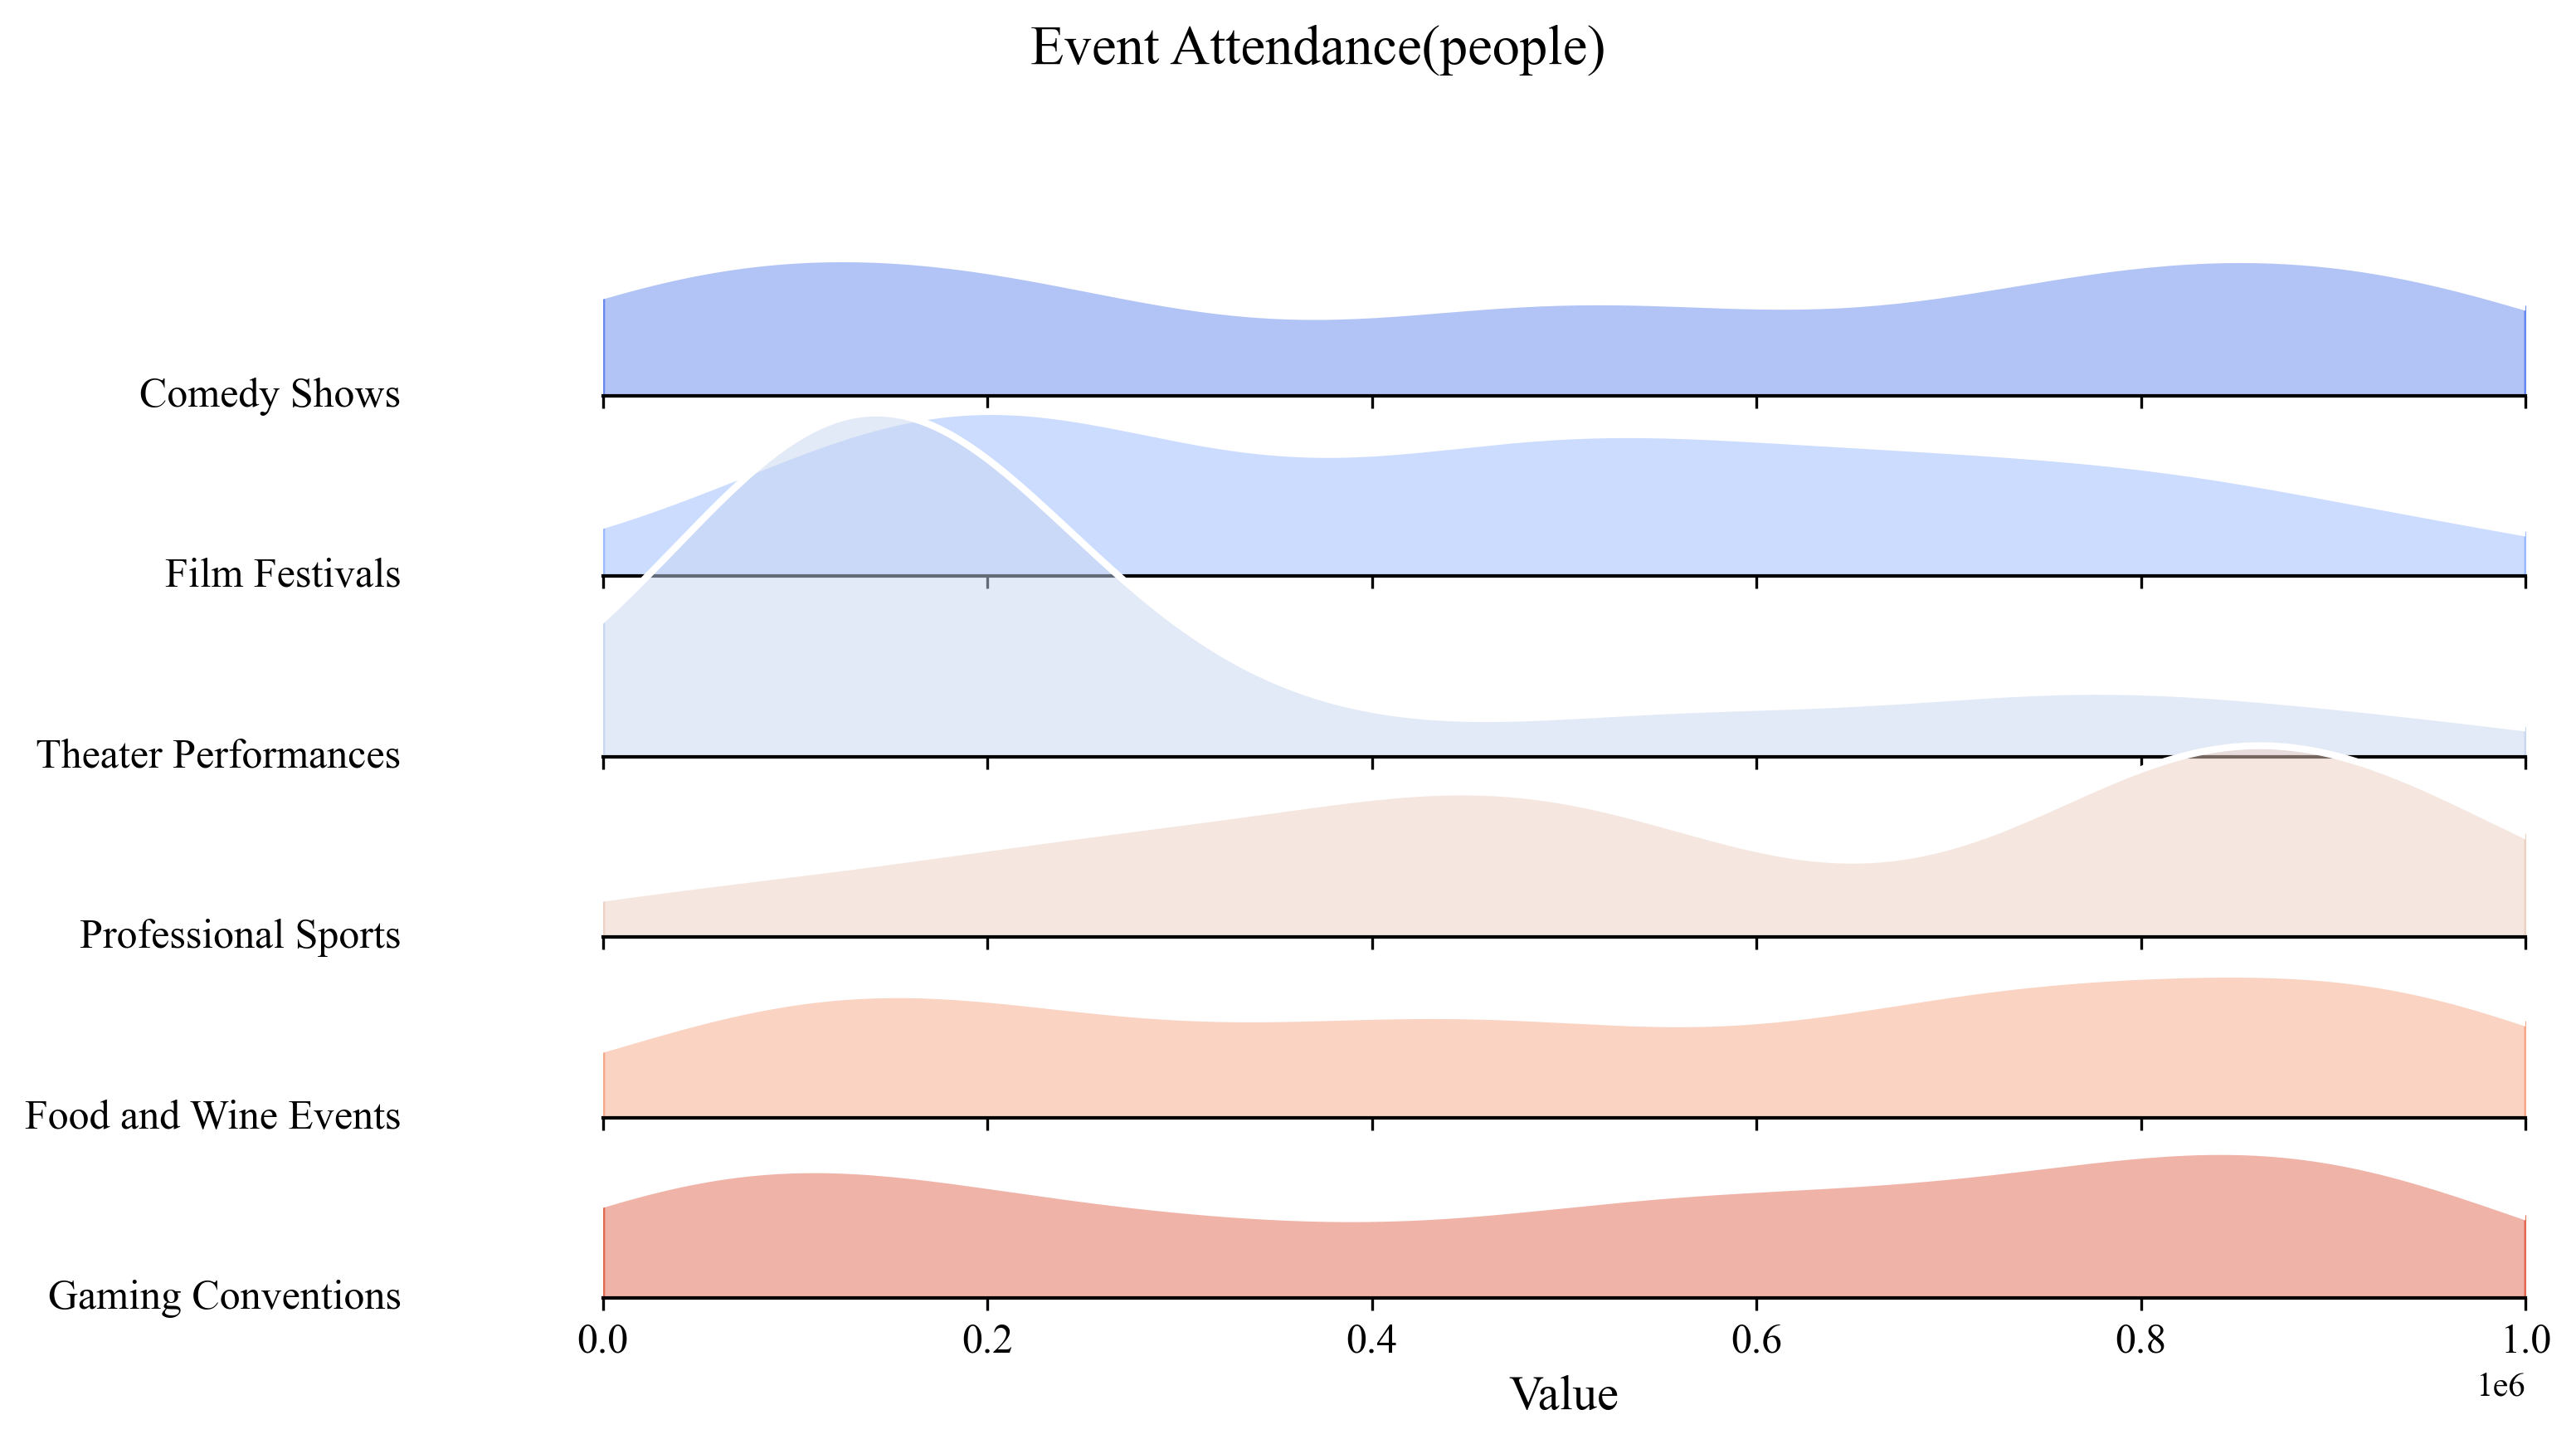 Event Attendance(people)
Comedy Shows
Film Festivals
Theater Performances
Professional Sports
Food and Wine Events
Gaming Conventions
0.0 0.2 0.4 0.6 0.8 1.0
1e6
Value